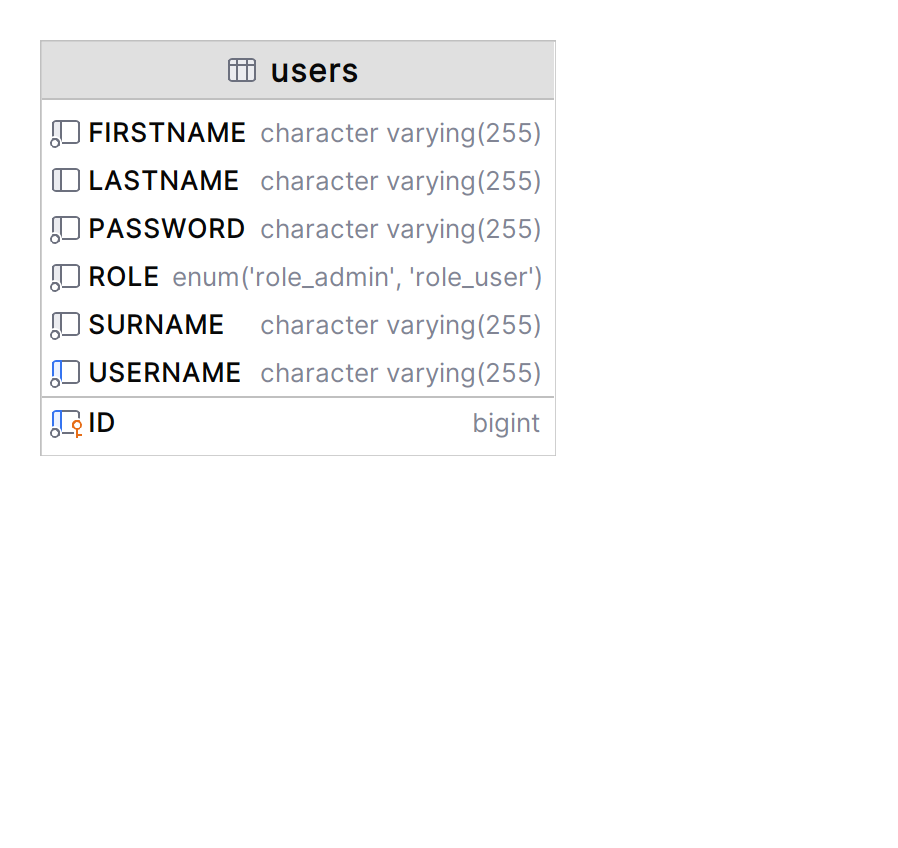 users
FIRSTNAME character varying(255)
LASTNAME character varying(255)
PASSWORD character varying(255)
ROLE enum('role_admin', 'role_user')
SURNAME character varying(255)
USERNAME character varying(255)
ID bigint